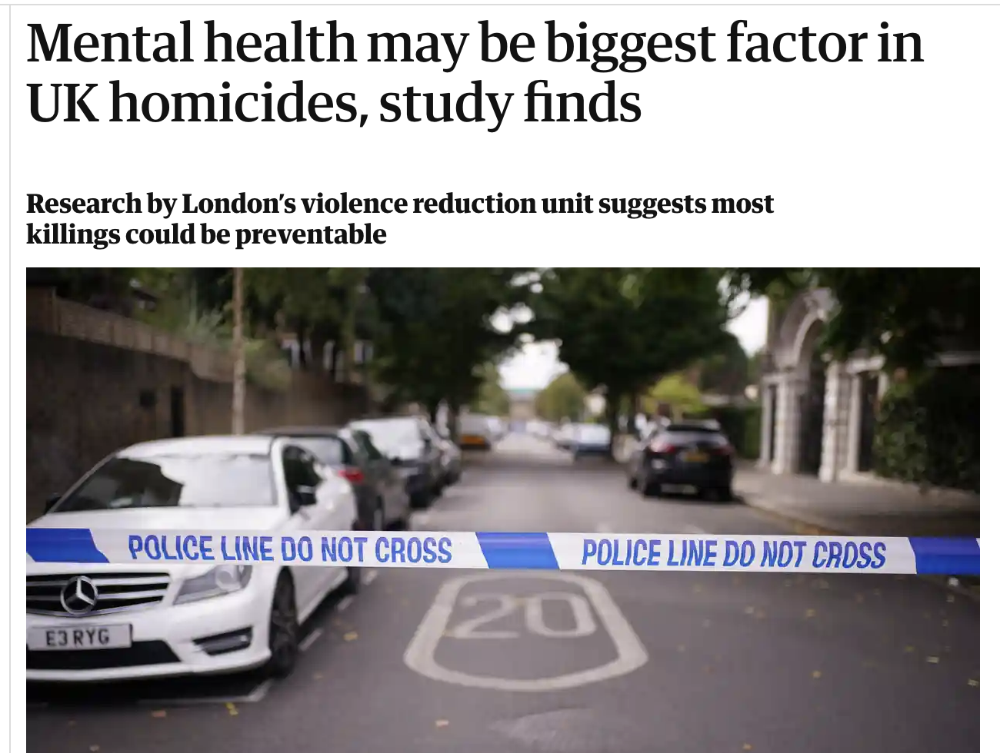 Mental health may be biggest factor in
UK homicides, study finds
Research by London’s violence reduction unit suggests most
killings could be preventable
POLICE LINE DO NOT CROSS POLICE LINE DO NOT CROSS
20
E3 RYG